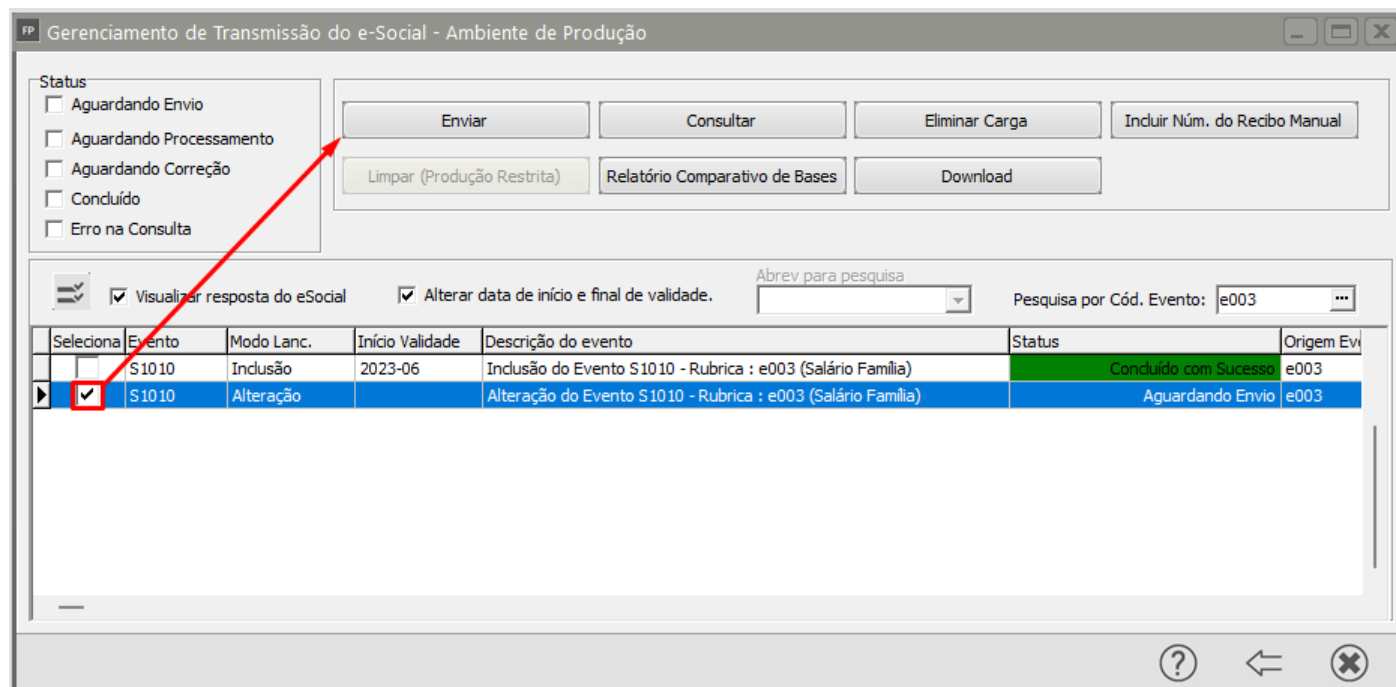 FP Gerenciamento de Transmissão do e-Social - Ambiente de Produção
Status
Aguardando Envio
Aguardando Processamento
Aguardando Correção
Concluído
Erro na Consulta
Enviar Consultar Eliminar Carga Incluir Núm. do Recibo Manual
Limpar (Produção Restrita) Relatório Comparativo de Bases Download
Abrev para pesquisa
Visualizar resposta do eSocial Alterar data de início e final de validade. Pesquisa por Cód. Evento: e003 ...
Seleciona Evento Modo Lanc. Início Validade Descrição do evento Status Origem Ev
S1010 Inclusão 2023-06 Inclusão do Evento S1010 - Rubrica : e003 (Salário Família) Concluído com Sucesso e003
S1010 Alteração Alteração do Evento S1010 - Rubrica : e003 (Salário Família) Aguardando Envio e003
?